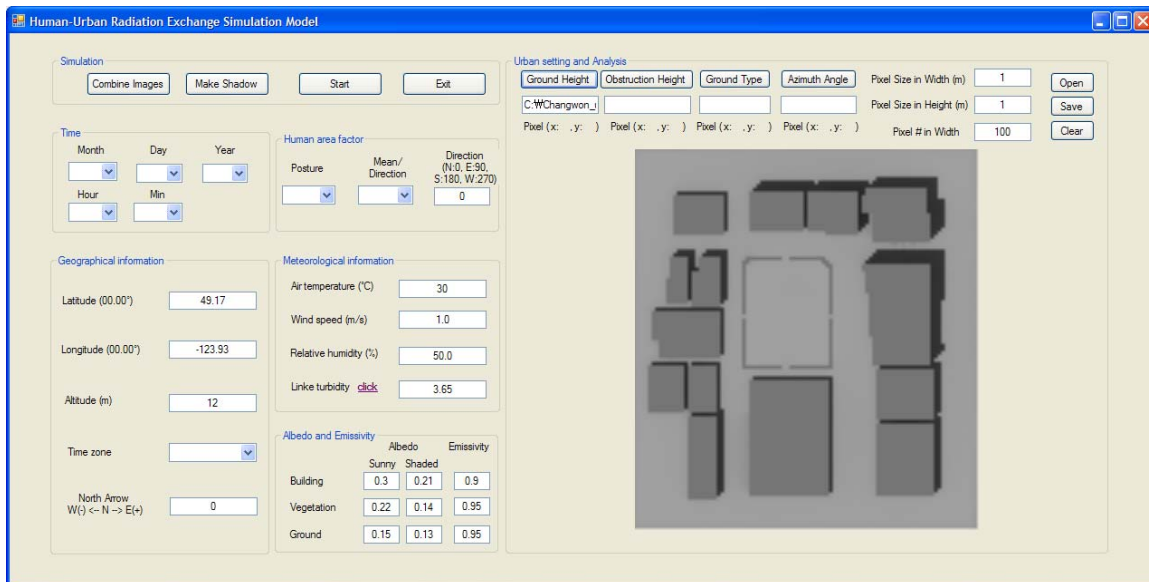 Human-Urban Radiation Exchange Simulation Model
Simulation
Combine Images Make Shadow Start Exit
Time
Month Day Year
Hour Min
Human area factor
Posture Mean/ Direction Direction (N:0, E:90, S:180, W:270)
0
Geographical information
Latitude (00.00°) 49.17
Longitude (00.00°) -123.93
Altitude (m) 12
Time zone
North Arrow
W(-) <-- N --> E(+) 0
Meteorological information
Air temperature (°C) 30
Wind speed (m/s) 1.0
Relative humidity (%) 50.0
Linke turbidity click 3.65
Albedo and Emissivity
Albedo Emissivity
Sunny Shaded
Building 0.3 0.21 0.9
Vegetation 0.22 0.14 0.95
Ground 0.15 0.13 0.95
Urban setting and Analysis
Ground Height Obstruction Height Ground Type Azimuth Angle
C:₩Changwon_
Pixel (x: , y: ) Pixel (x: , y: ) Pixel (x: , y: ) Pixel (x: , y: )
Pixel Size in Width (m) 1 Open
Pixel Size in Height (m) 1 Save
Pixel # in Width 100 Clear